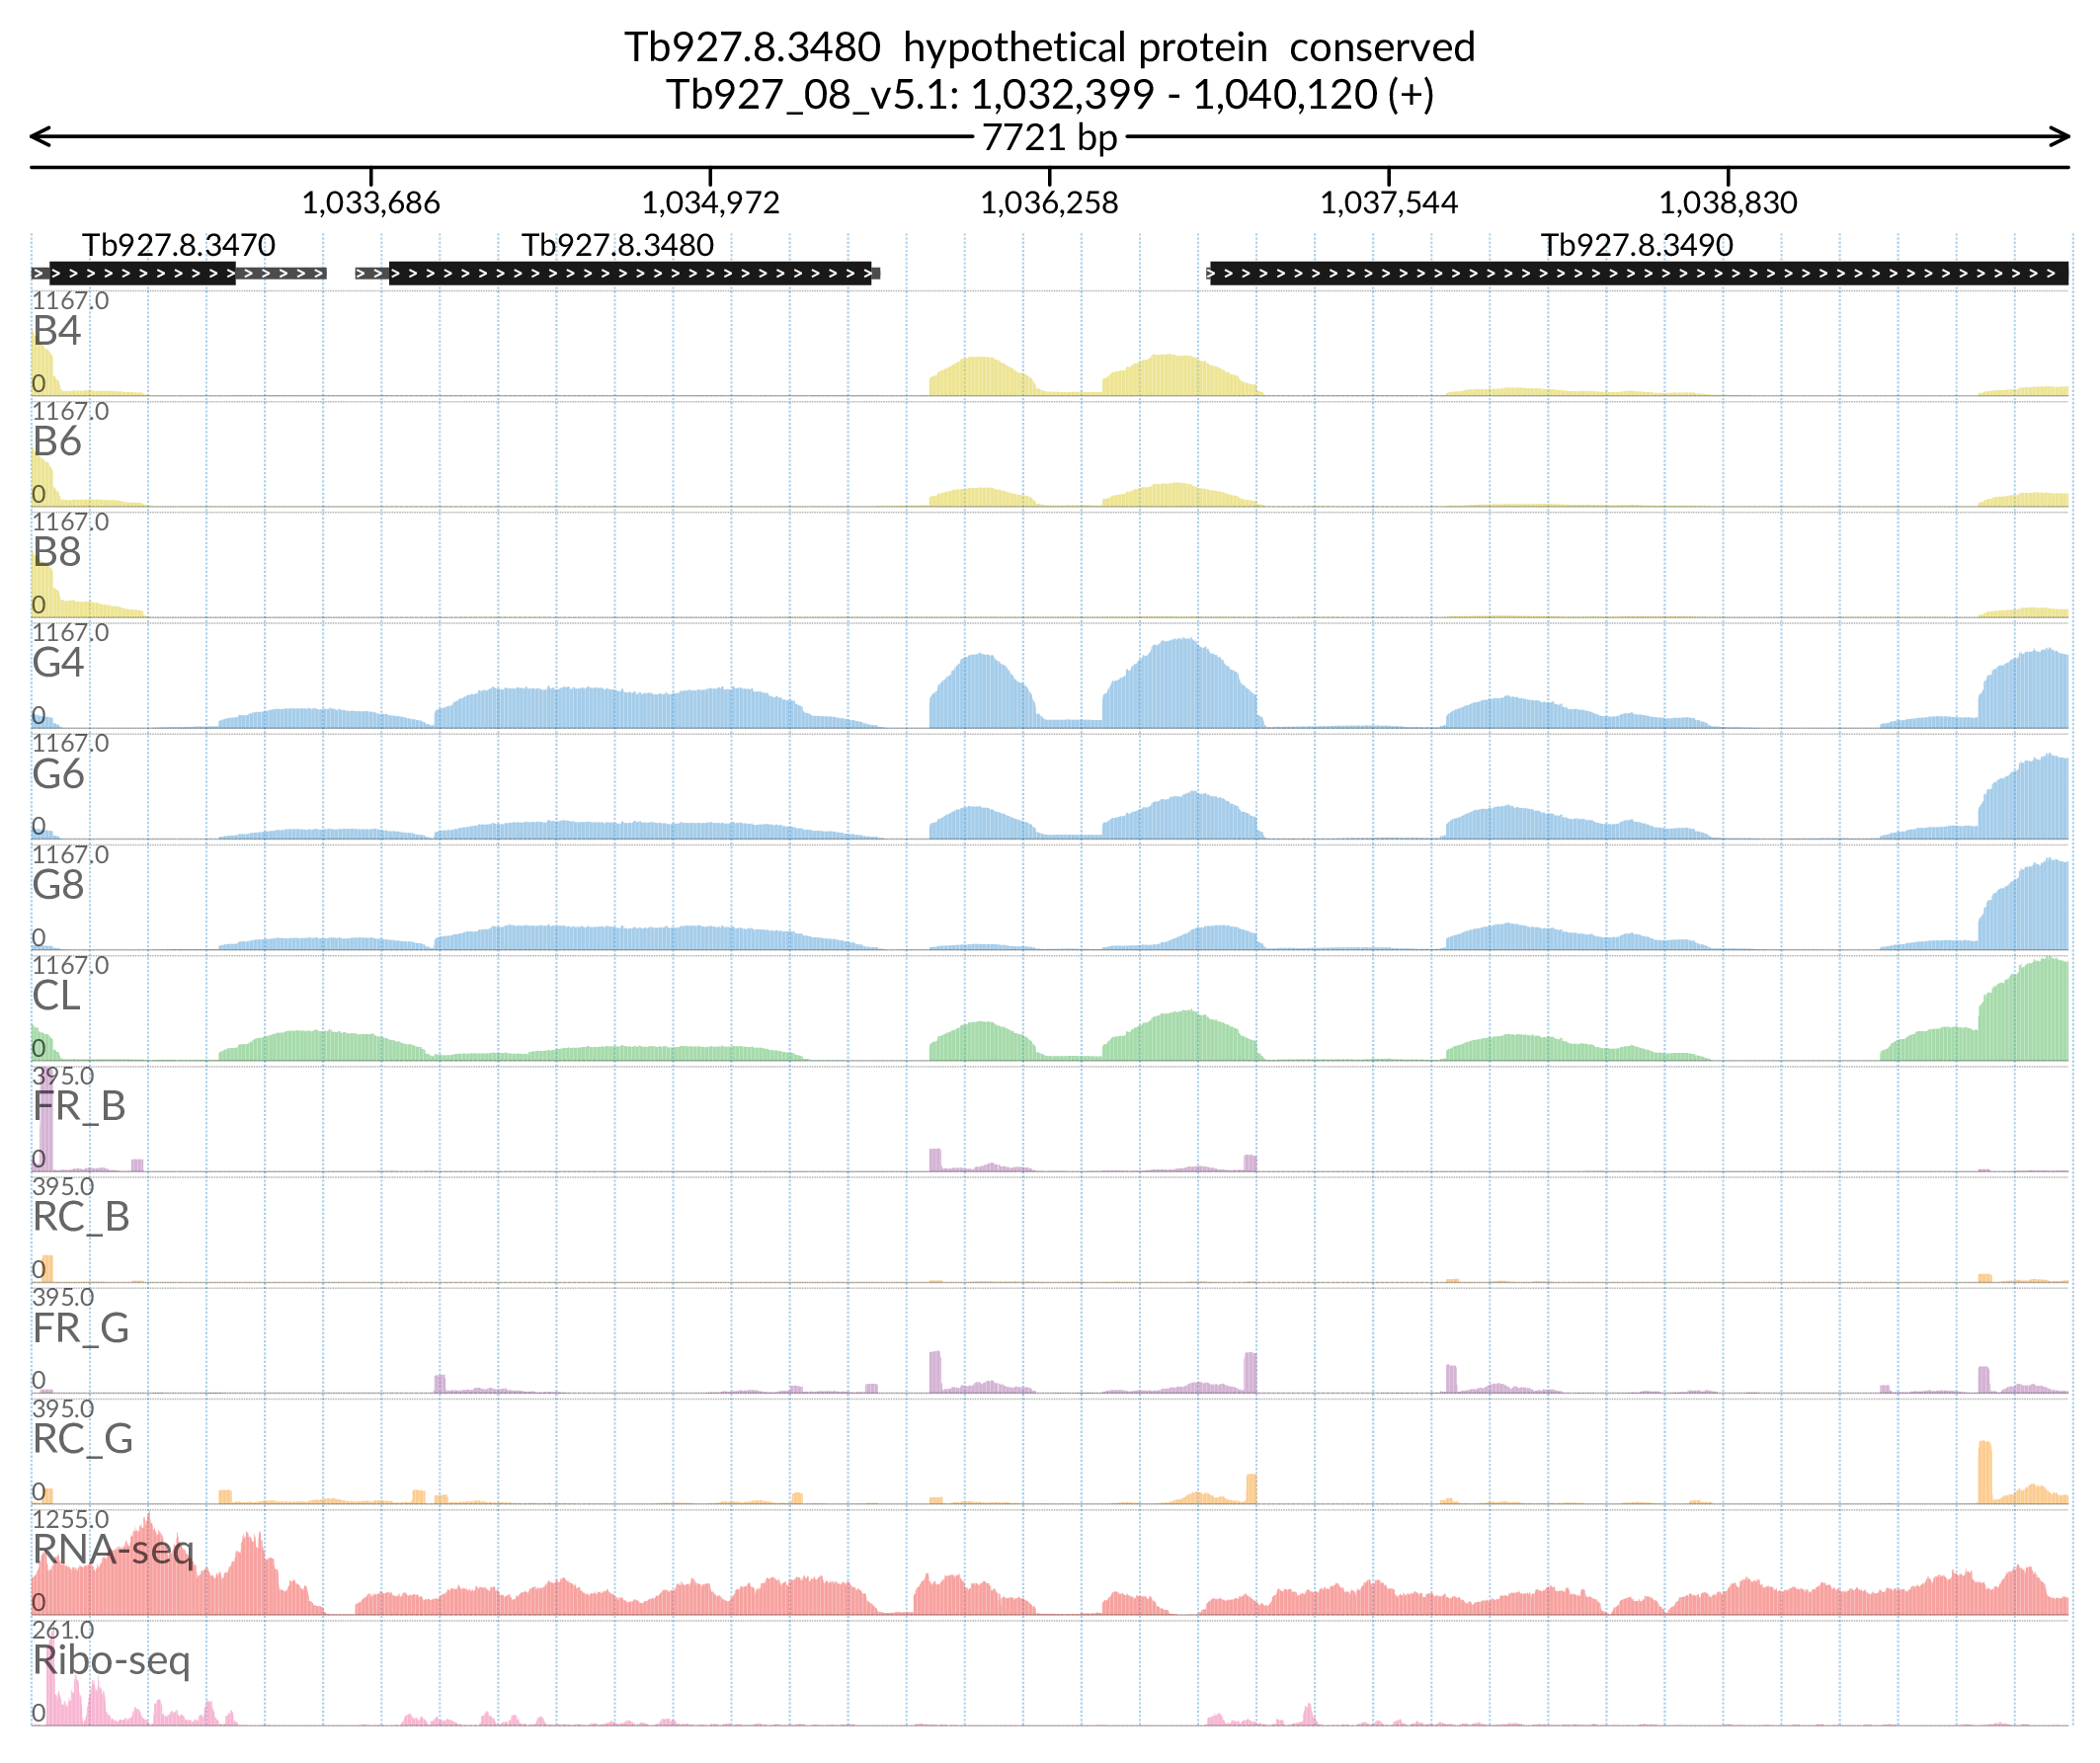 Tb927.8.3480 hypothetical protein conserved
Tb927_08_v5.1: 1,032,399 - 1,040,120 (+)
7721 bp
1,033,686 1,034,972 1,036,258 1,037,544 1,038,830
Tb927.8.3470 Tb927.8.3480 Tb927.8.3490
1167.0
B4
0
1167.0
B6
0
1167.0
B8
0
1167.0
G4
0
1167.0
G6
0
1167.0
G8
0
1167.0
CL
0
395.0
FR_B
0
395.0
RC_B
0
395.0
FR_G
0
395.0
RC_G
0
1255.0
RNA-seq
0
261.0
Ribo-seq
0